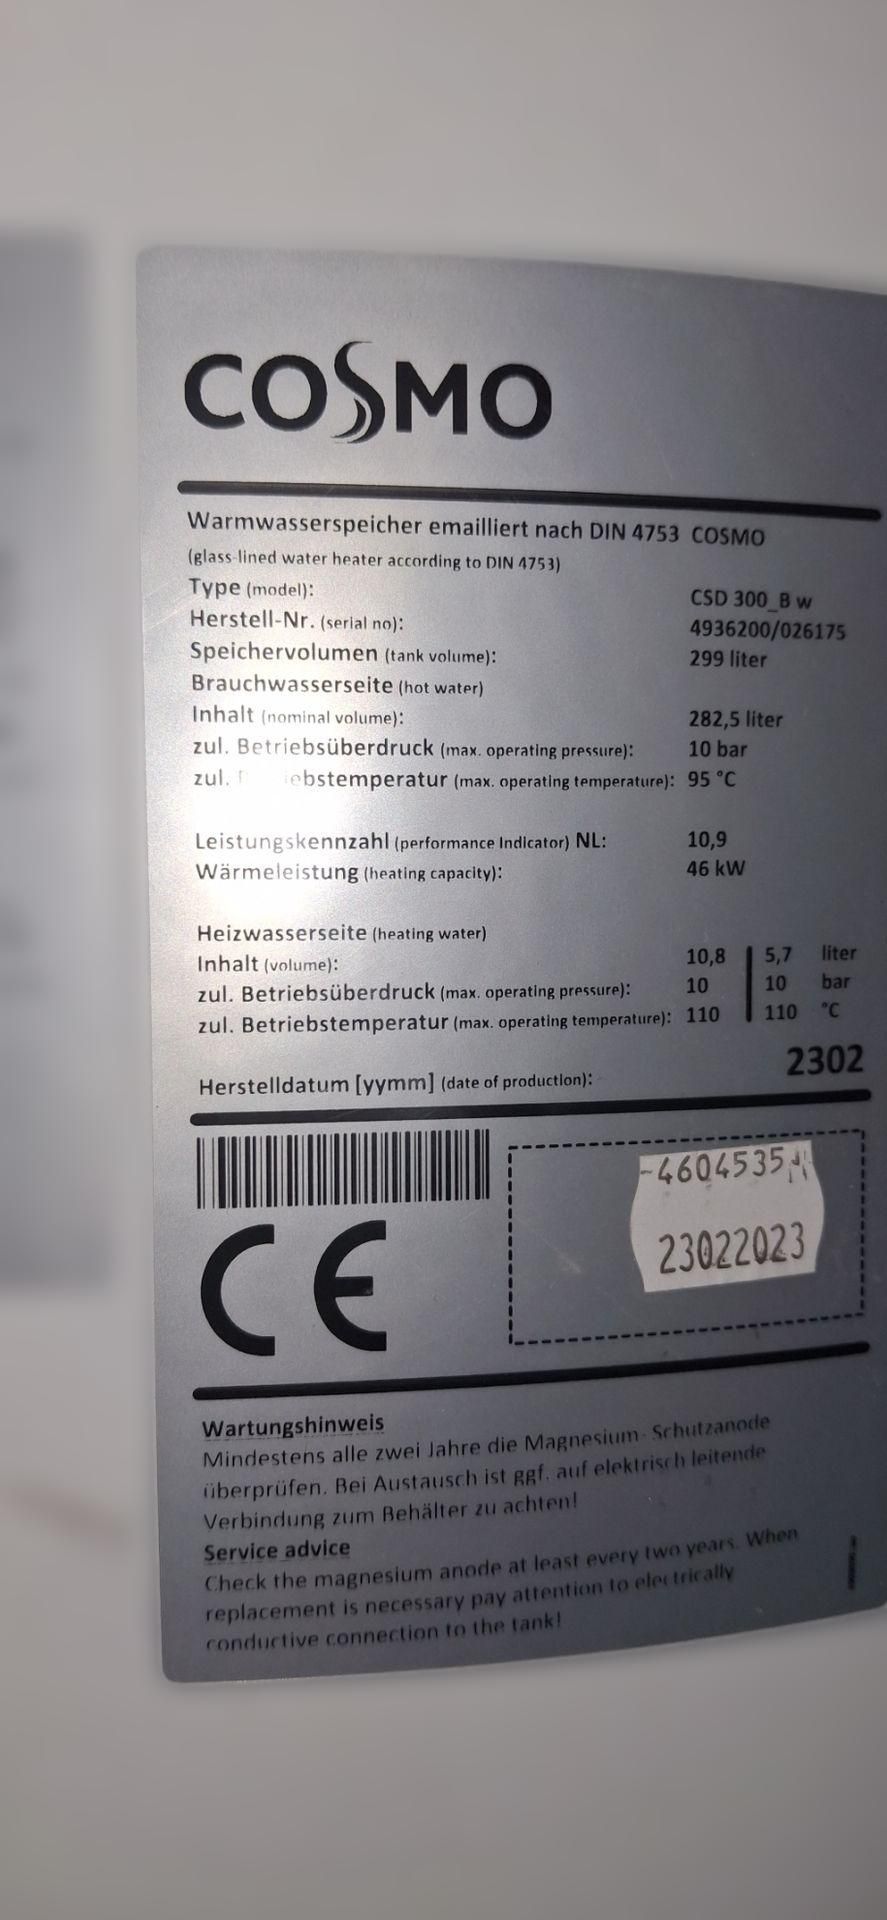 COSMO
Warmwasserspeicher emailliert nach DIN 4753 COSMO
(glass-lined water heater according to DIN 4753)
Type (model): CSD 300_B w
Herstell-Nr. (serial no): 4936200/026175
Speichervolumen (tank volume): 299 liter
Brauchwasserseite (hot water)
Inhalt (nominal volume): 282,5 liter
zul. Betriebsüberdruck (max. operating pressure): 10 bar
zul. (max. operating temperature): 95 °C
Leistungskennzahl (performance Indicator) NL: 10,9
Wärmeleistung (heating capacity): 46 kW
Heizwasserseite (heating water)
Inhalt (volume): 10,8 | 5,7 liter
zul. Betriebsüberdruck (max. operating pressure): 10 | 10 bar
zul. Betriebstemperatur (max. operating temperature): 110 | 110 °C
Herstelldatum [yymm] (date of production): 2302
-4604535
23022023
CE
Wartungshinweis
Mindestens alle zwei Jahre die Magnesium- Schutzanode
überprüfen. Bei Austausch ist ggf. auf elektrisch leitende
Verbindung zum Behälter zu achten!
Service advice
Check the magnesium anode at least every two years. When
replacement is necessary pay attention to electrically
conductive connection to the tank!